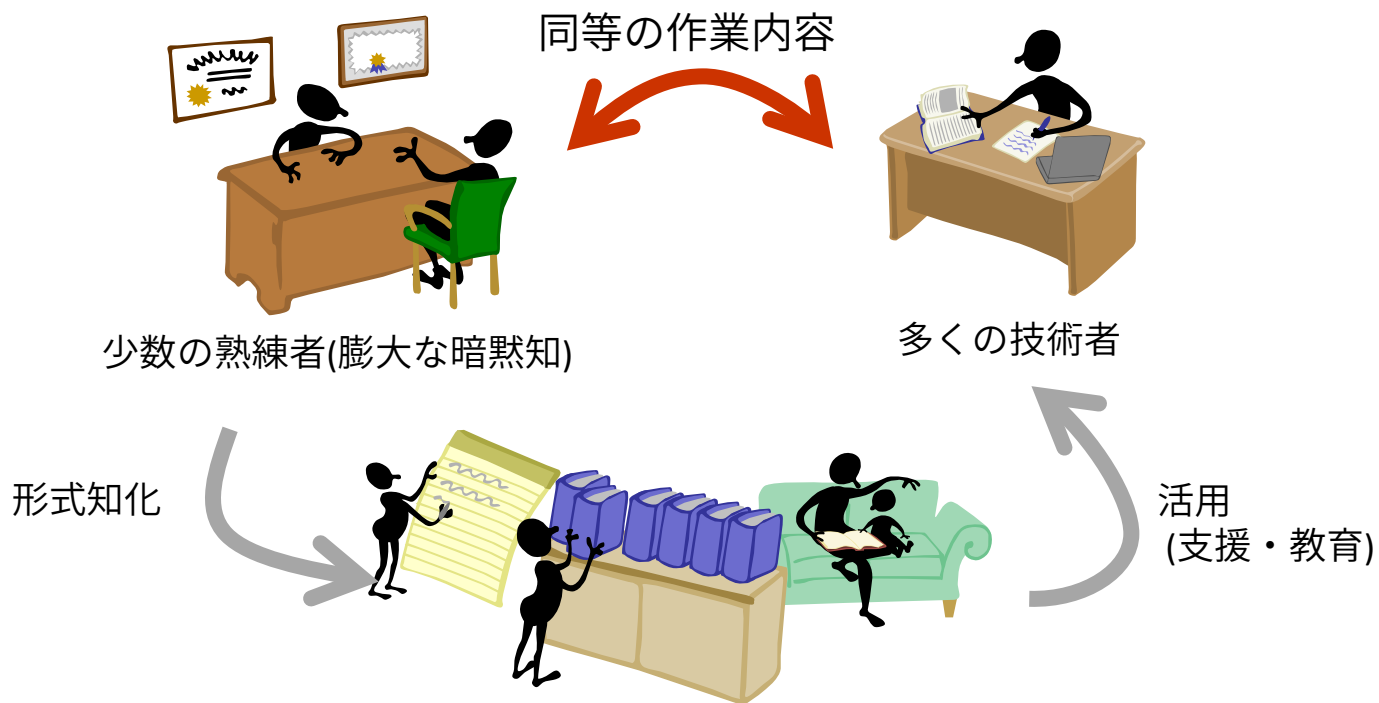 同等の作業内容
少数の熟練者(膨大な暗黙知)
多くの技術者
形式知化
活用
(支援・教育)